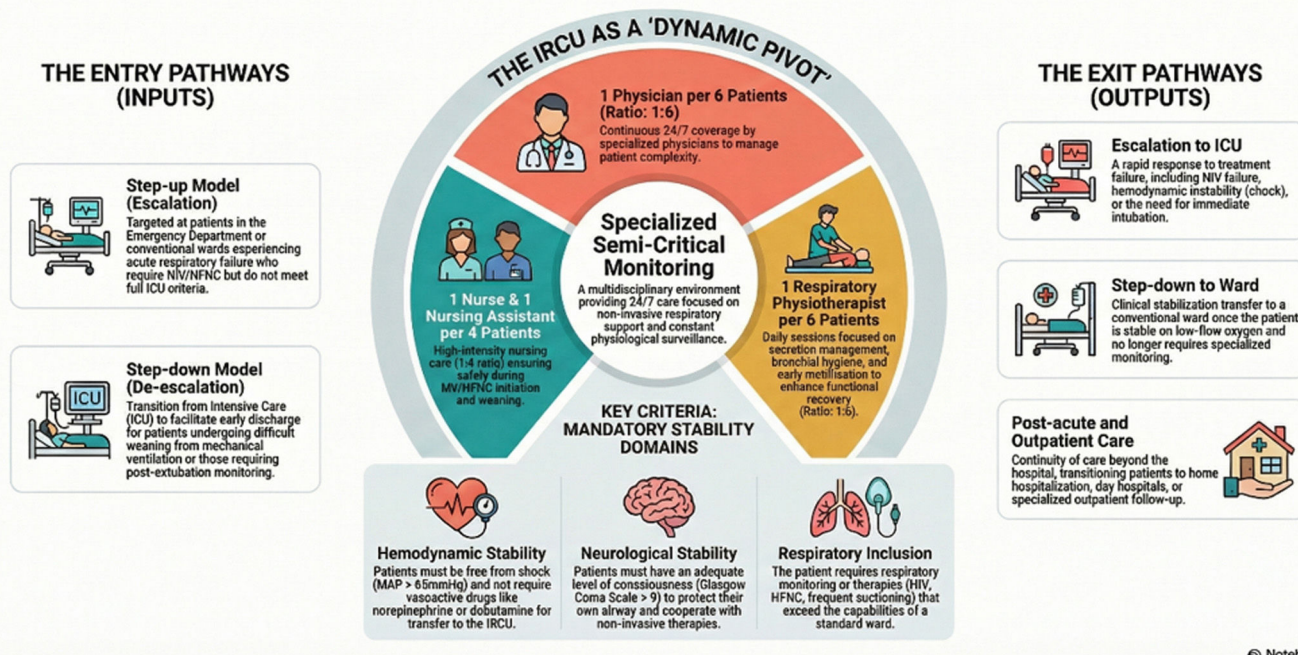 THE ENTRY PATHWAYS
(INPUTS)
Step-up Model
(Escalation)
Targeted at patients in the
Emergency Department or
conventional wards esperiencing
acute respiratory failure who
require NIV/NFNC but do not meet
full ICU criteria.
ICU
Step-down Model
(De-escalation)
Transition from Intensive Care
(ICU) to facilitate early discharge
for patients undergoing difficult
weaning from mechanical
ventilation or those requiring
post-extubation monitoring.
THE IRCU AS A 'DYNAMIC PIVOT'
1 Physician per 6 Patients
(Ratio: 1:6)
Continuous 24/7 coverage by
specialized physicians to manage
patient complexity.
1 Nurse & 1
Nursing Assistant
per 4 Patients
High-intensity nursing
care (1:4 ratig) ensuring
safely during
MV/HFNC initiation
and weaning.
Specialized
Semi-Critical
Monitoring
A multidisciplinary environment
providing 24/7 care focused on
non-invasive respiratory
support and constant
physiological surveillance.
1 Respiratory
Physiotherapist
per 6 Patients
Daily sessions focused on
secretion management,
bronchial hygiene, and
early metillisation to
enhance functional
recovery
(Ratio: 1:6).
KEY CRITERIA:
MANDATORY STABILITY
DOMAINS
Hemodynamic Stability
Patients must be free from shock
(MAP > 65mmHg) and not require
vasoactive drugs like
norepinephrine or dobutamine for
transfer to the IRCU.
Neurological Stability
Patients must have an adequate
level of conssiousness (Glasgow
Coma Scale > 9) to protect their
own airway and cooperate with
non-invasive therapies.
Respiratory Inclusion
The patient requires respiratory
monitoring or therapies (HIV,
HFNC, frequent suctioning) that
exceed the capabilities of a
standard ward.
THE EXIT PATHWAYS
(OUTPUTS)
Escalation to ICU
A rapid response to treatment
failure, including NIV failure,
hemodynamic instability (chock),
or the need for immediate
intubation.
Step-down to Ward
Clinical stabilization transfer to a
conventional ward once the patient
is stable on low-flow oxygen and
no longer requires specialized
monitoring.
Post-acute and
Outpatient Care
Continuity of care beyond the
hospital, transitioning patients to home
hospitalization, day hospitals, or
specialized outpatient follow-up.